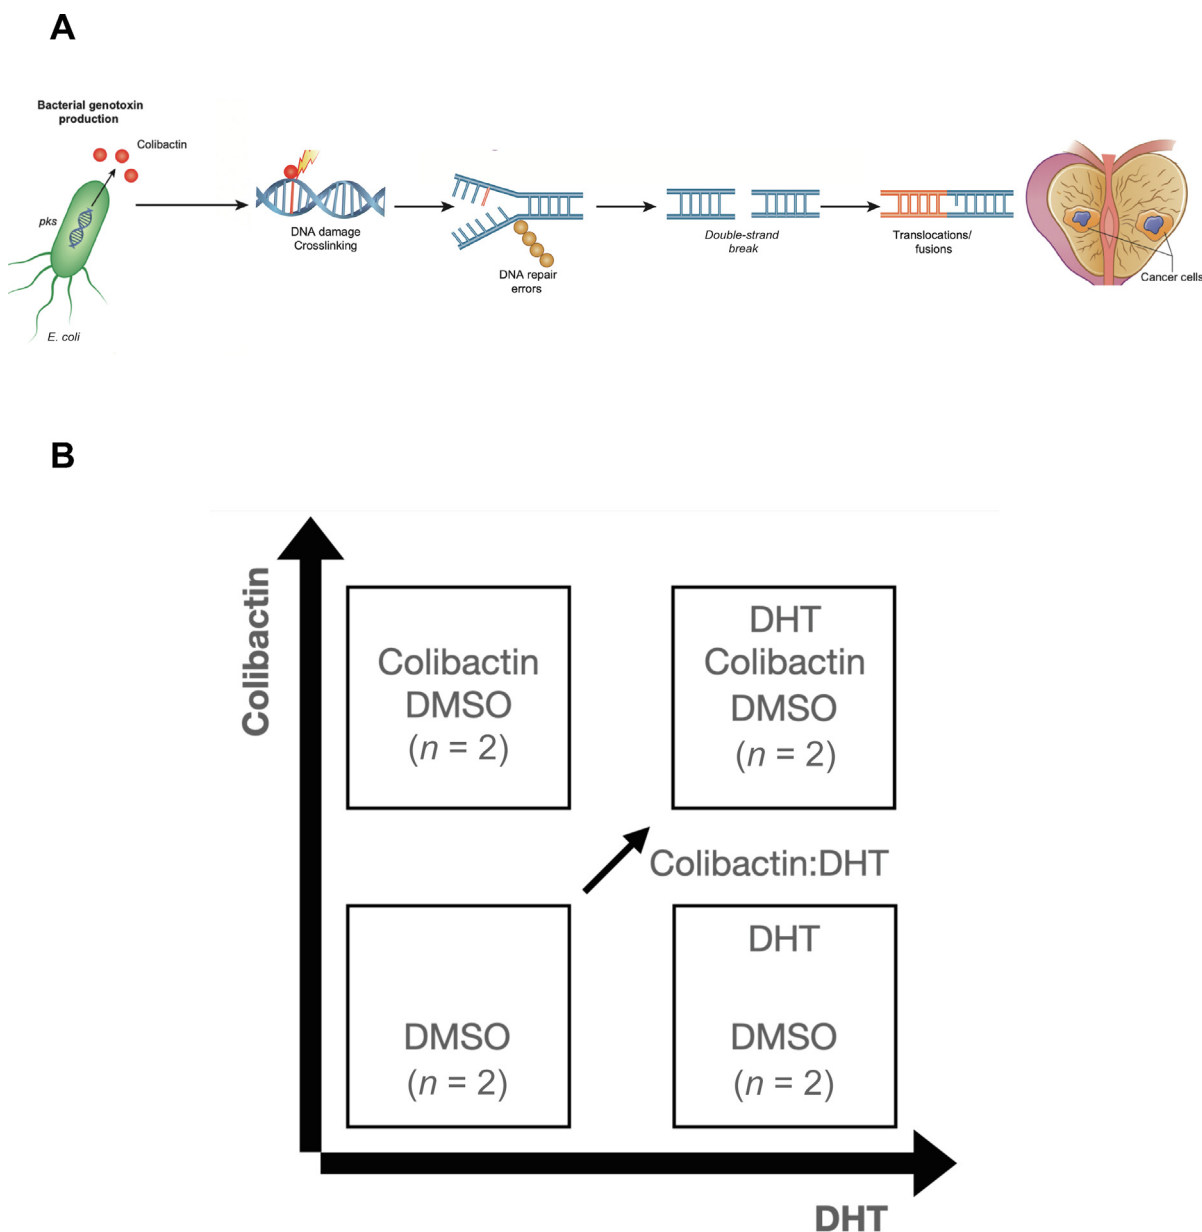 A
Bacterial genotoxin
production
Colibactin
pks
E. coli
DNA damage
Crosslinking
DNA repair
errors
Double-strand
break
Translocations/
fusions
Cancer cells
B
Colibactin
Colibactin
DMSO
(n = 2)
DHT
Colibactin
DMSO
(n = 2)
Colibactin:DHT
DMSO
(n = 2)
DHT
DMSO
(n = 2)
DHT